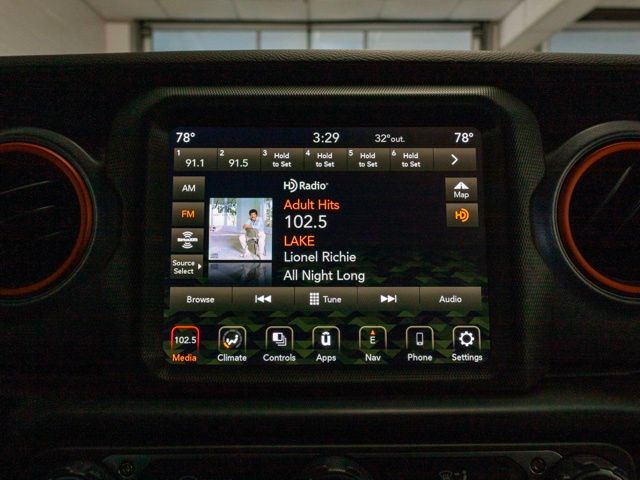 78° 3:29 32°out. 78°
1 91.1 2 91.5 3 Hold to Set 4 Hold to Set 5 Hold to Set 6 Hold to Set
AM
HD Radio
Map
FM
Adult Hits
HD
102.5
SiriusXM
LAKE
Lionel Richie
Source Select
All Night Long
Browse Tune Audio
102.5 E
Media Climate Controls Apps Nav Phone Settings